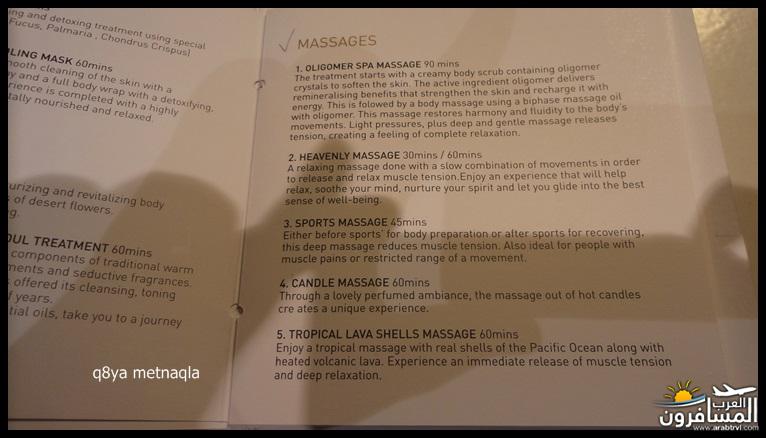 ing and detoxing treatment using special
Fucus, Palmaria , Chondrus Crispus)
OLING MASK 60mins
mooth cleaning of the skin with a
y and a full body wrap with a detoxifying,
erience is completed with a highly
tally nourished and relaxed.
urizing and revitalizing body
s of desert flowers.
ng.
OUL TREATMENT 60mins
components of traditional warm
ments and seductive fragrances.
s offered its cleansing, toning
f years.
tial oils, take you to a journey
MASSAGES
1. OLIGOMER SPA MASSAGE 90 mins
The treatment starts with a creamy body scrub containing oligomer
crystals to soften the skin. The active ingredient oligomer delivers
remineralising benefits that strengthen the skin and recharge it with
energy. This is folowed by a body massage using a biphase massage oil
with oligomer. This massage restores harmony and fluidity to the body's
movements. Light pressures, plus deep and gentle massage releases
tension, creating a feeling of complete relaxation.
2. HEAVENLY MASSAGE 30mins / 60mins
A relaxing massage done with a slow combination of movements in order
to release and relax muscle tension.Enjoy an experience that will help
relax, soothe your mind, nurture your spirit and let you glide into the best
sense of well-being.
3. SPORTS MASSAGE 45mins
Either before sports' for body preparation or after sports for recovering,
this deep massage reduces muscle tension. Also ideal for people with
muscle pains or restricted range of a movement.
4. CANDLE MASSAGE 60mins
Through a lovely perfumed ambiance, the massage out of hot candles
cre ates a unique experience.
5. TROPICAL LAVA SHELLS MASSAGE 60mins
Enjoy a tropical massage with real shells of the Pacific Ocean along with
heated volcanic lava. Experience an immediate release of muscle tension
and deep relaxation.
q8ya metnaqla
العرب
المسافرون
www.arabtrvl.com